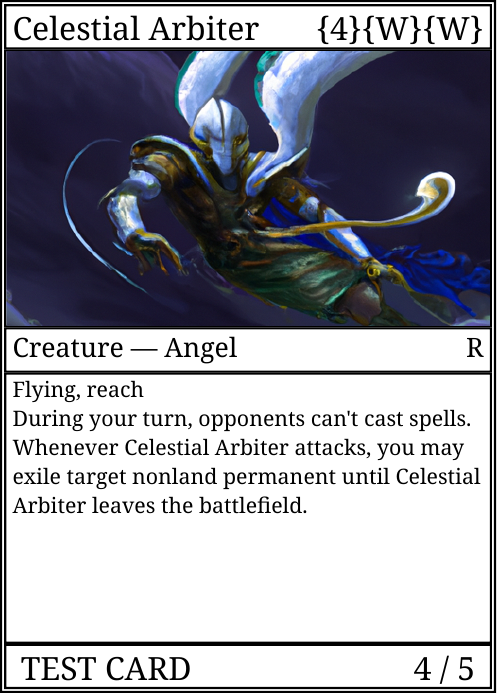 Celestial Arbiter {4}{W}{W}
Creature — Angel R
Flying, reach
During your turn, opponents can't cast spells.
Whenever Celestial Arbiter attacks, you may
exile target nonland permanent until Celestial
Arbiter leaves the battlefield.
TEST CARD 4 / 5